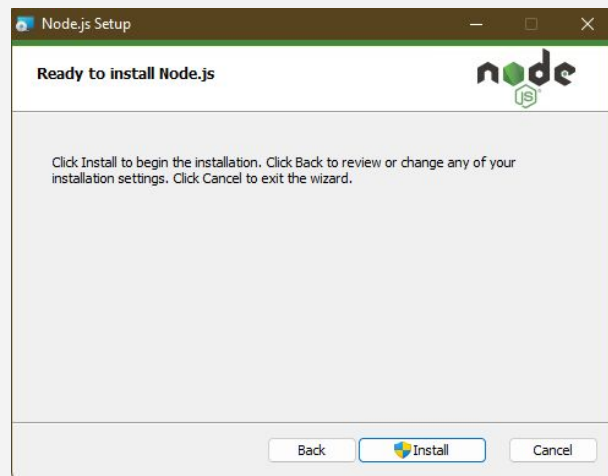 Node.js Setup
Ready to install Node.js
node
JS
Click Install to begin the installation. Click Back to review or change any of your
installation settings. Click Cancel to exit the wizard.
Back
Install
Cancel